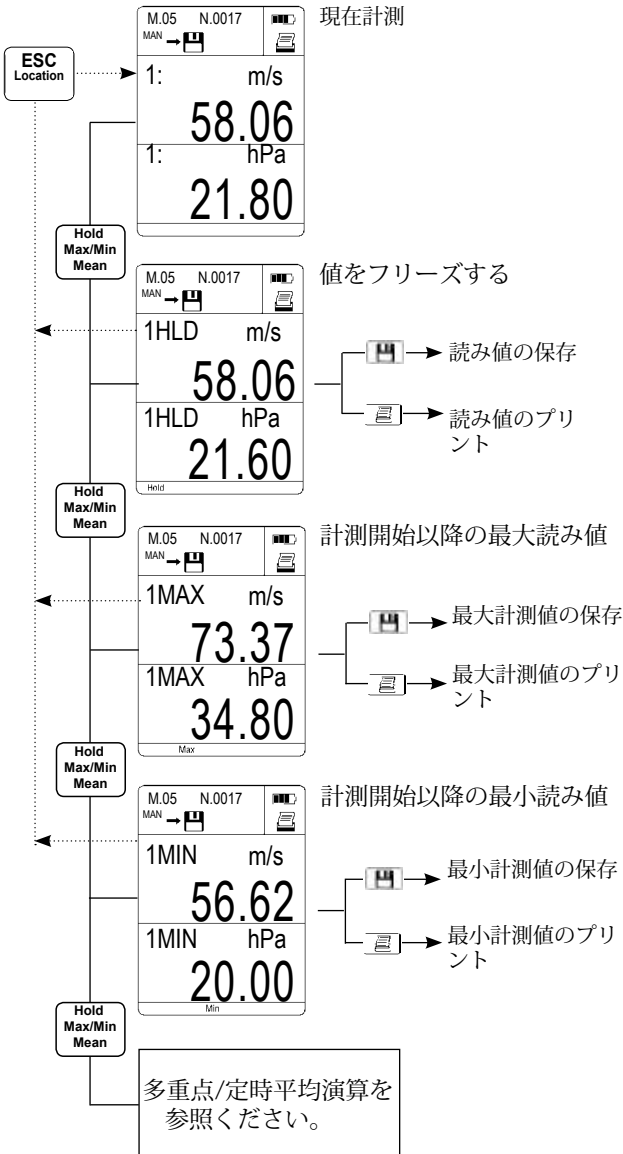 M.05 N.0017
現在計測
MAN
ESC
Location
1: m/s
58.06
1: hPa
21.80
Hold
Max/Min
Mean
M.05 N.0017
値をフリーズする
MAN
1HLD m/s
58.06
読み値の保存
1HLD hPa
21.60
読み値のプリ
ント
Hold
Hold
Max/Min
Mean
M.05 N.0017
計測開始以降の最大読み値
MAN
1MAX m/s
73.37
最大計測値の保存
1MAX hPa
34.80
最大計測値のプリ
ント
Max
Hold
Max/Min
Mean
M.05 N.0017
計測開始以降の最小読み値
MAN
1MIN m/s
56.62
最小計測値の保存
1MIN hPa
20.00
最小計測値のプリ
ント
Min
Hold
Max/Min
Mean
多重点/定時平均演算を
参照ください。